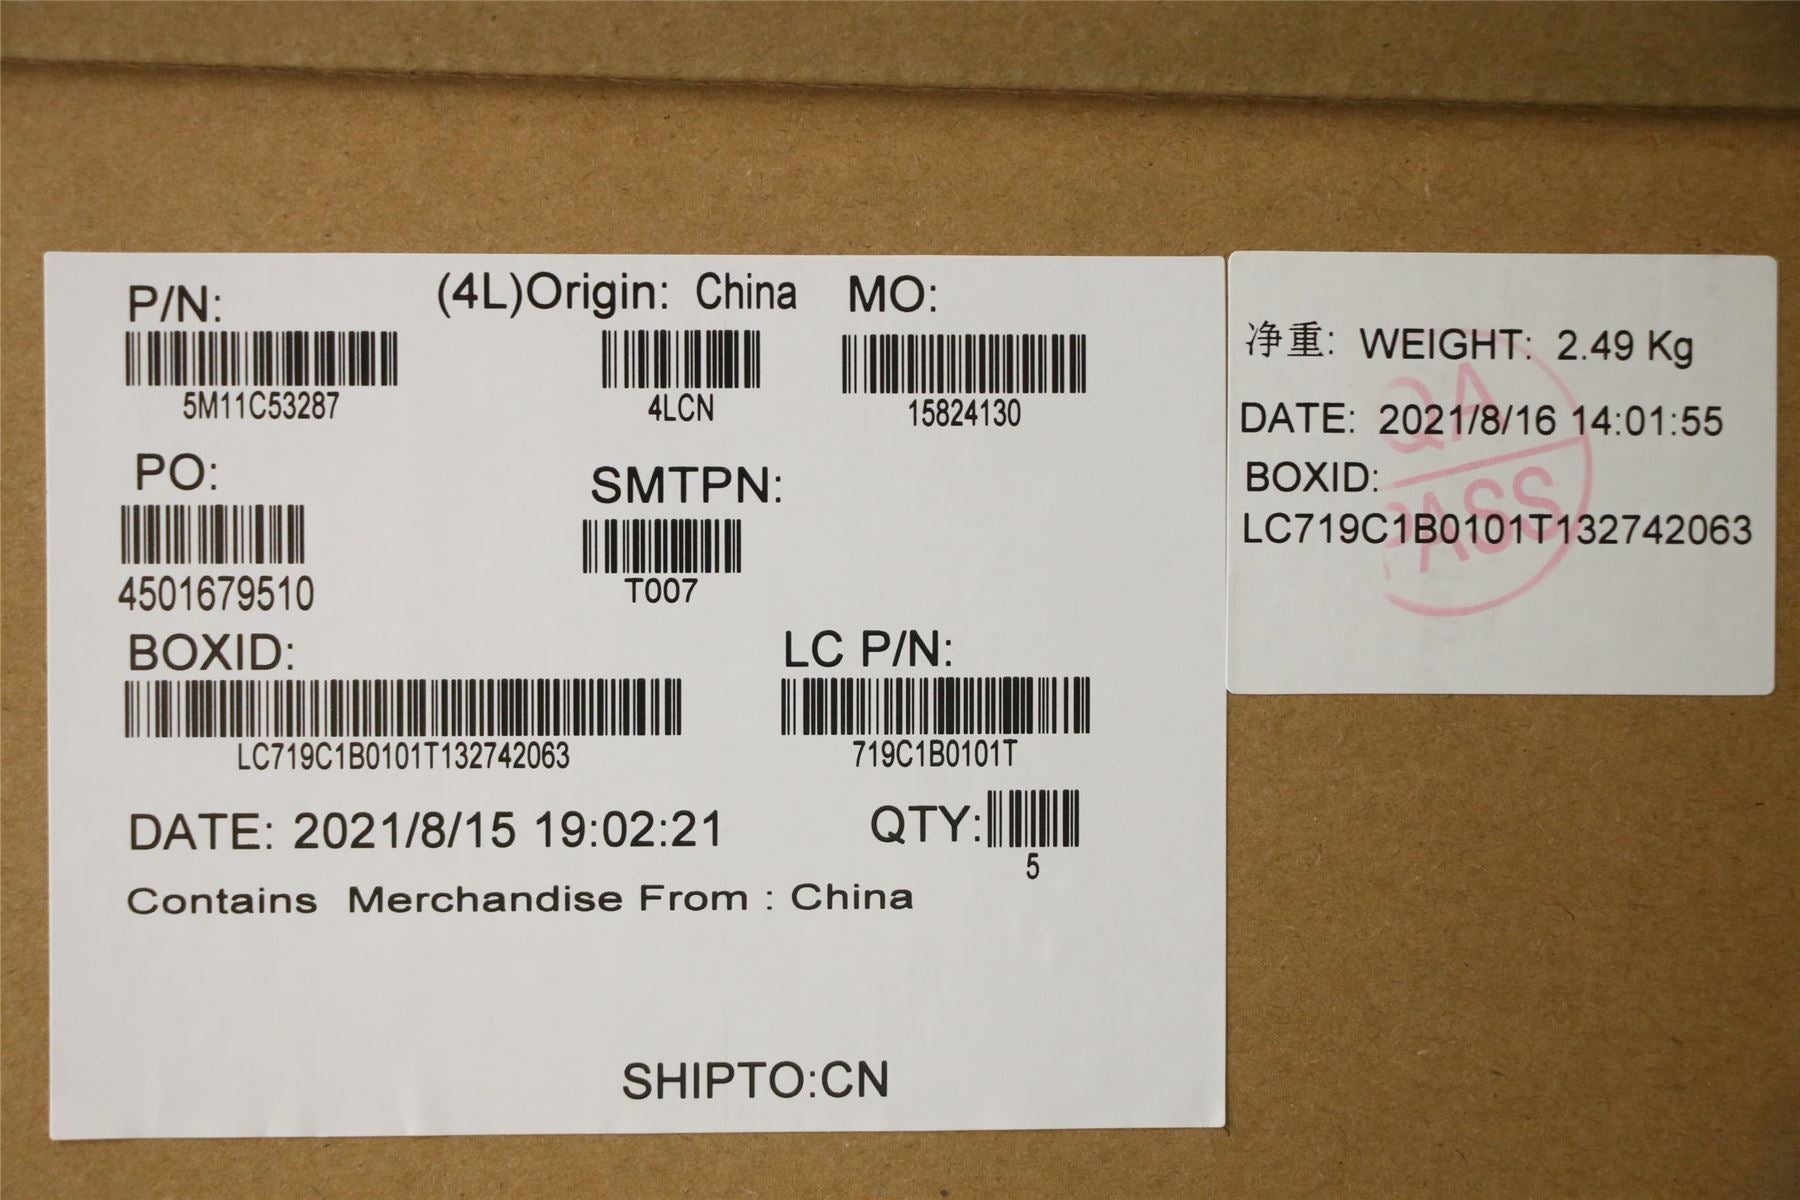 P/N: (4L)Origin: China MO:
5M11C53287 4LCN 15824130
PO: SMTPN:
4501679510 T007
BOXID: LC P/N:
LC719C1B0101T132742063 719C1B0101T
DATE: 2021/8/15 19:02:21 QTY:
5
Contains Merchandise From : China
SHIPTO:CN
净重: WEIGHT: 2.49 Kg
DATE: 2021/8/16 14:01:55
BOXID:
LC719C1B0101T132742063
QA
PASS